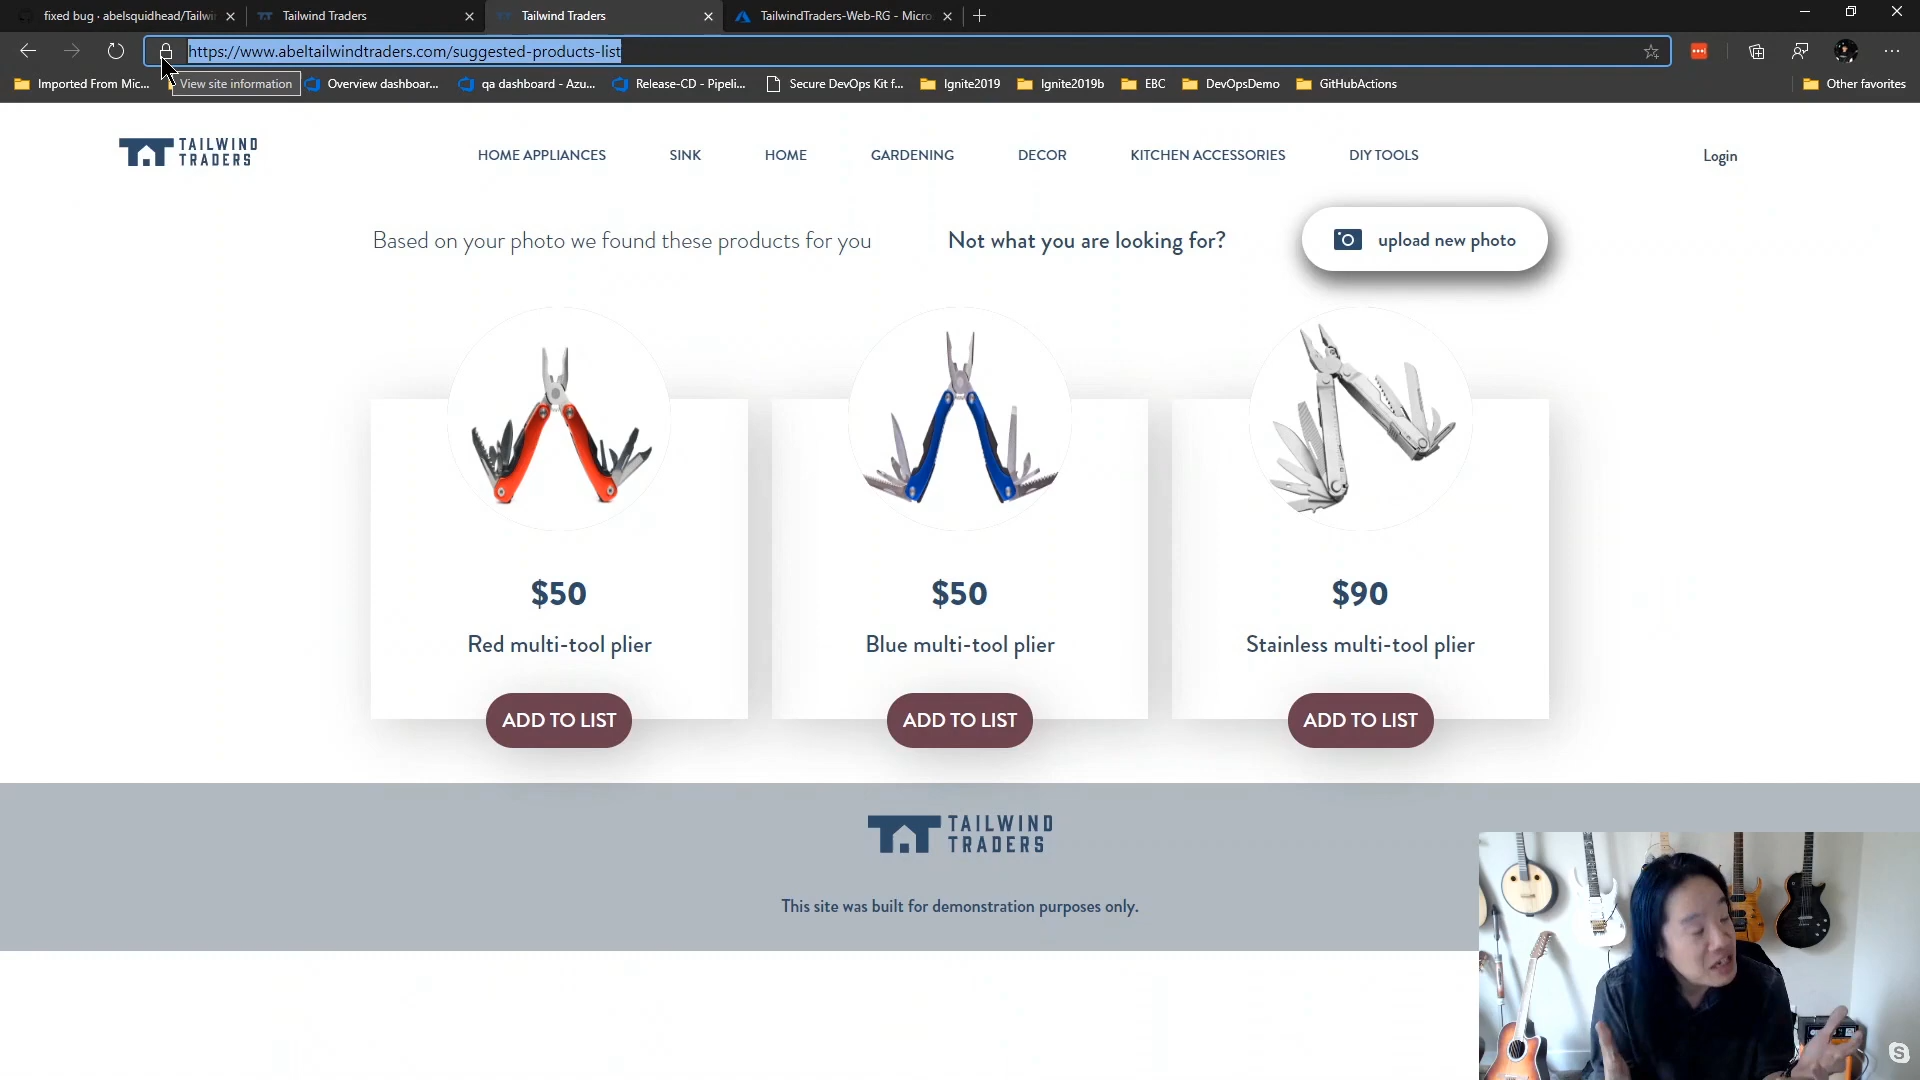 fixed bug · abelsquidhead/Tailwi
Tailwind Traders
Tailwind Traders
TailwindTraders-Web-RG - Micro
https://www.abeltailwindtraders.com/suggested-products-list
Imported From Mic...
View site information
Overview dashboar...
qa dashboard - Azu...
Release-CD - Pipeli...
Secure DevOps Kit f...
Ignite2019
Ignite2019b
EBC
DevOpsDemo
GitHubActions
Other favorites
TAILWIND
TRADERS
HOME APPLIANCES
SINK
HOME
GARDENING
DECOR
KITCHEN ACCESSORIES
DIY TOOLS
Login
Based on your photo we found these products for you
Not what you are looking for?
upload new photo
$50
Red multi-tool plier
ADD TO LIST
$50
Blue multi-tool plier
ADD TO LIST
$90
Stainless multi-tool plier
ADD TO LIST
TAILWIND
TRADERS
This site was built for demonstration purposes only.